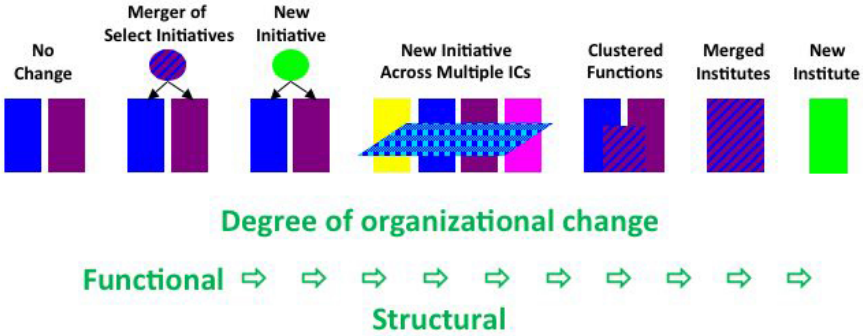 No
Change
Merger of
Select Initiatives
New
Initiative
New Initiative
Across Multiple ICs
Clustered
Functions
Merged
Institutes
New
Institute
Degree of organizational change
Functional
Structural